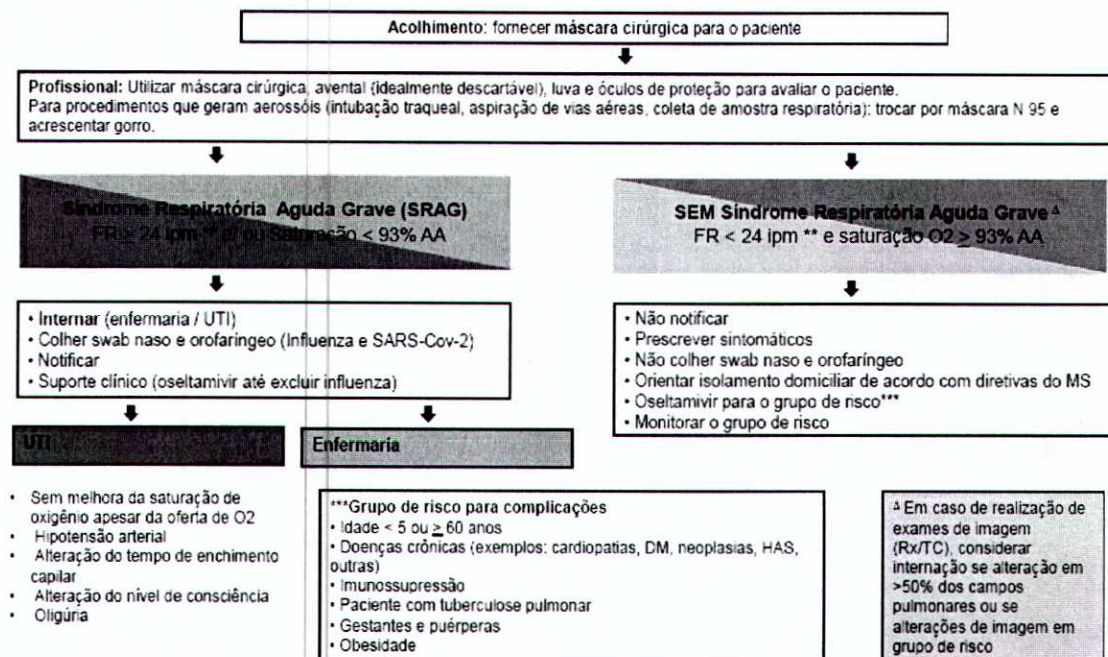 Acolhimento: fornecer máscara cirúrgica para o paciente
Profissional: Utilizar máscara cirúrgica, avental (idealmente descartável), luva e óculos de proteção para avaliar o paciente.
Para procedimentos que geram aerossóis (intubação traqueal, aspiração de vias aéreas, coleta de amostra respiratória): trocar por máscara N 95 e
acrescentar gorro.
Síndrome Respiratória Aguda Grave (SRAG)
FR ≥ 24 ipm ** e/ ou Saturação < 93% AA
SEM Síndrome Respiratória Aguda Grave Δ
FR < 24 ipm ** e saturação O2 ≥ 93% AA
• Internar (enfermaria / UTI)
• Colher swab naso e orofaríngeo (Influenza e SARS-Cov-2)
• Notificar
• Suporte clínico (oseltamivir até excluir influenza)
• Não notificar
• Prescrever sintomáticos
• Não colher swab naso e orofaríngeo
• Orientar isolamento domiciliar de acordo com diretivas do MS
• Oseltamivir para o grupo de risco***
• Monitorar o grupo de risco
UTI
Enfermaria
• Sem melhora da saturação de
oxigênio apesar da oferta de O2
• Hipotensão arterial
• Alteração do tempo de enchimento
capilar
• Alteração do nível de consciência
• Oligúria
***Grupo de risco para complicações
• Idade < 5 ou ≥ 60 anos
• Doenças crônicas (exemplos: cardiopatias, DM, neoplasias, HAS,
outras)
• Imunossupressão
• Paciente com tuberculose pulmonar
• Gestantes e puérperas
• Obesidade
Δ Em caso de realização de
exames de imagem
(Rx/TC), considerar
internação se alteração em
>50% dos campos
pulmonares ou se
alterações de imagem em
grupo de risco